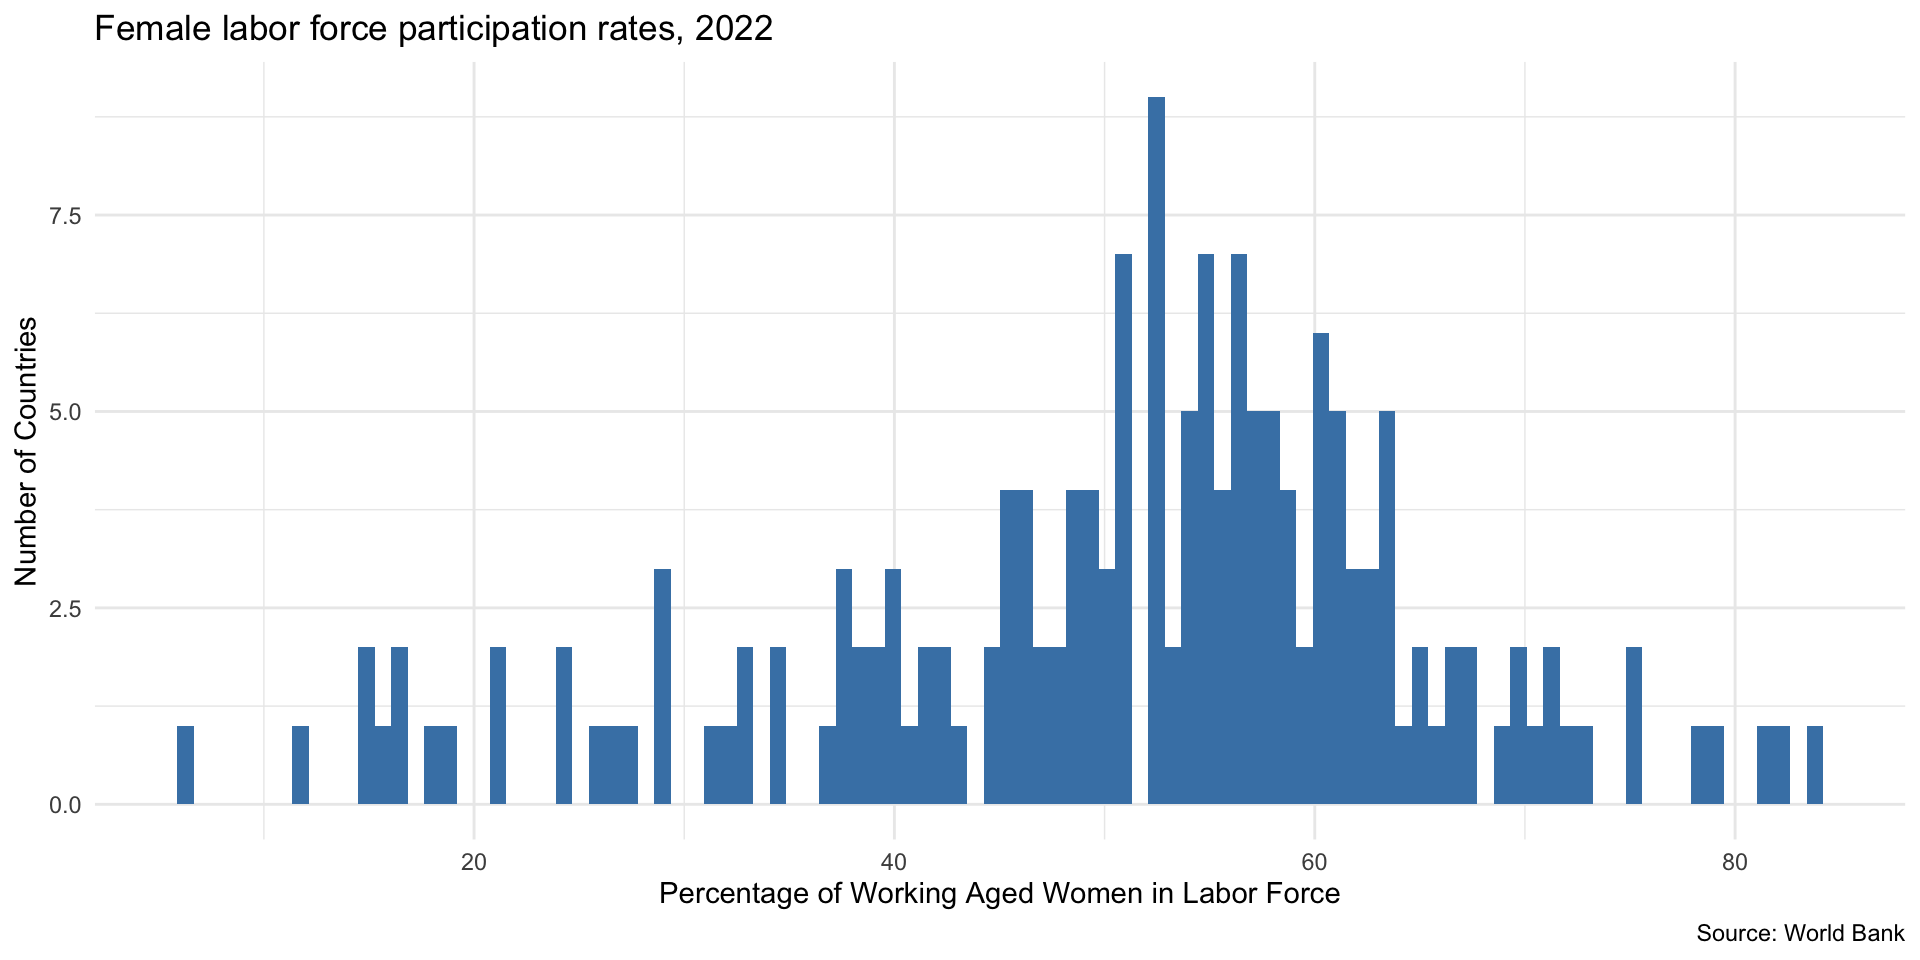 Female labor force participation rates, 2022
Number of Countries
7.5
5.0
2.5
0.0
20 40 60 80
Percentage of Working Aged Women in Labor Force
Source: World Bank